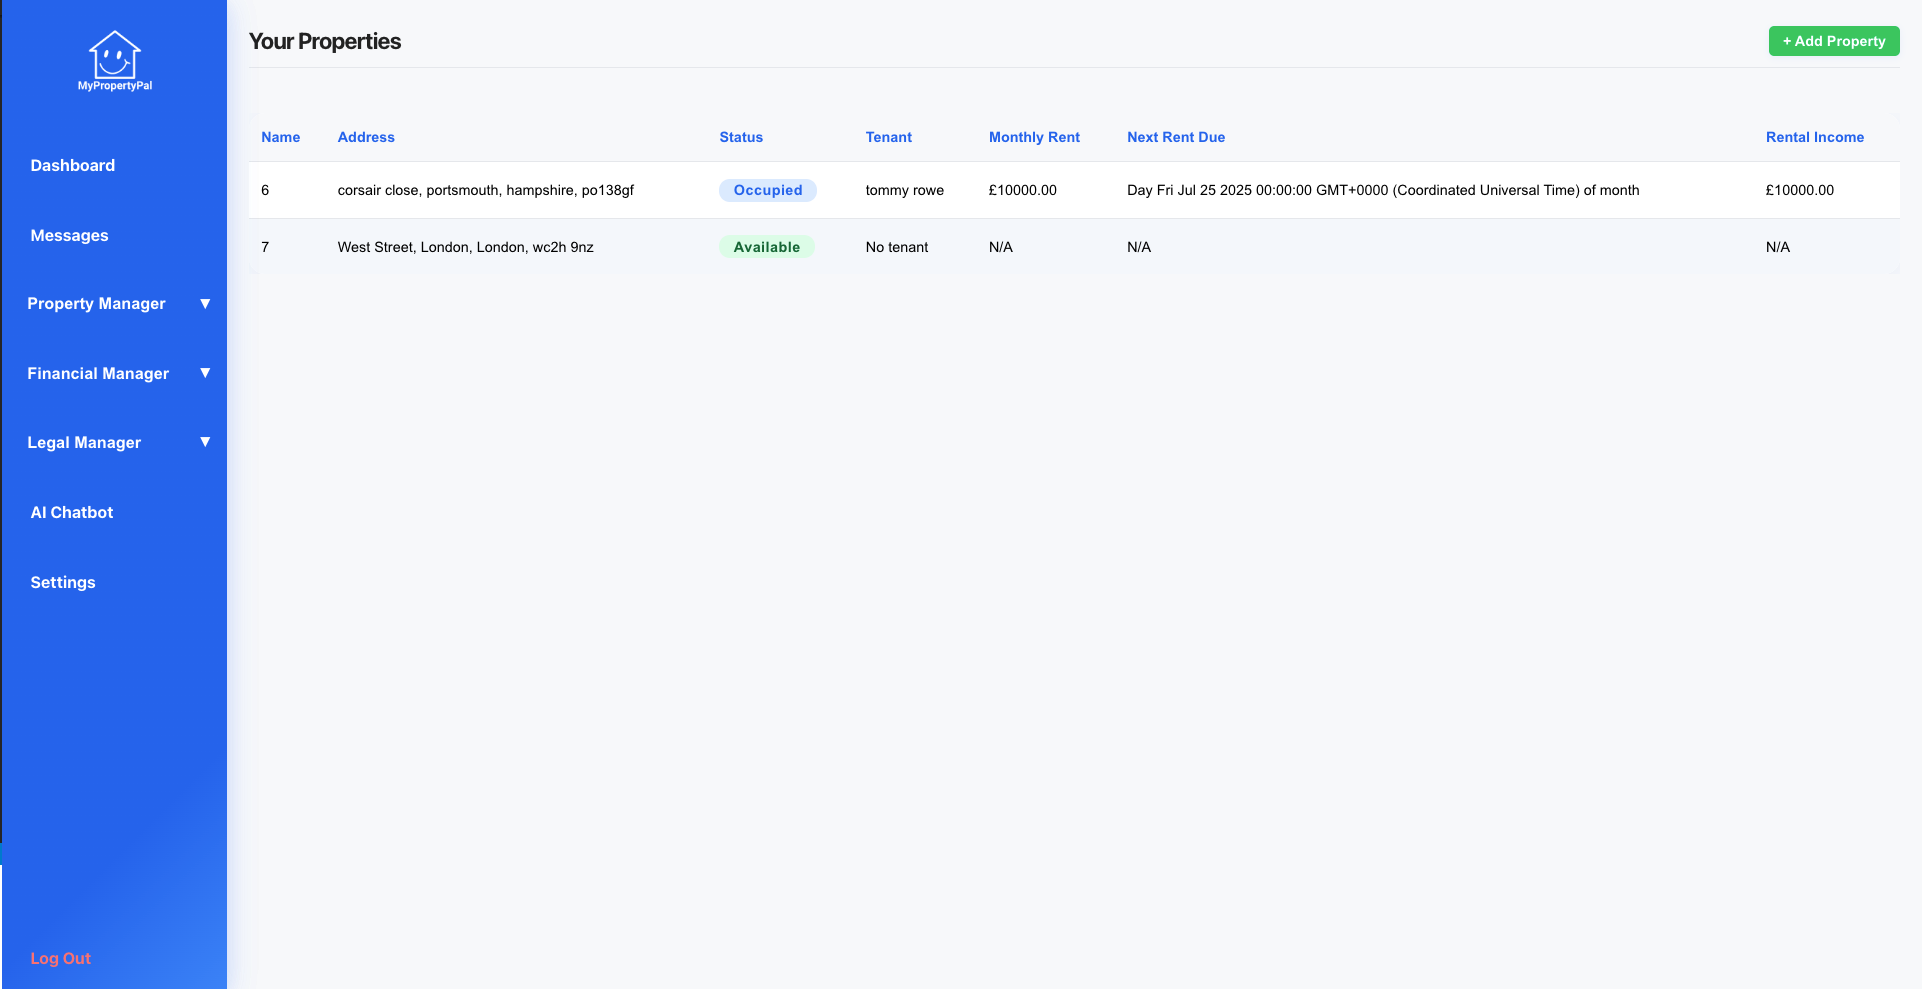 MyPropertyPal
Dashboard
Messages
Property Manager ▼
Financial Manager ▼
Legal Manager ▼
AI Chatbot
Settings
Log Out
Your Properties
+ Add Property
Name Address Status Tenant Monthly Rent Next Rent Due Rental Income
6 corsair close, portsmouth, hampshire, po138gf Occupied tommy rowe £10000.00 Day Fri Jul 25 2025 00:00:00 GMT+0000 (Coordinated Universal Time) of month £10000.00
7 West Street, London, London, wc2h 9nz Available No tenant N/A N/A N/A